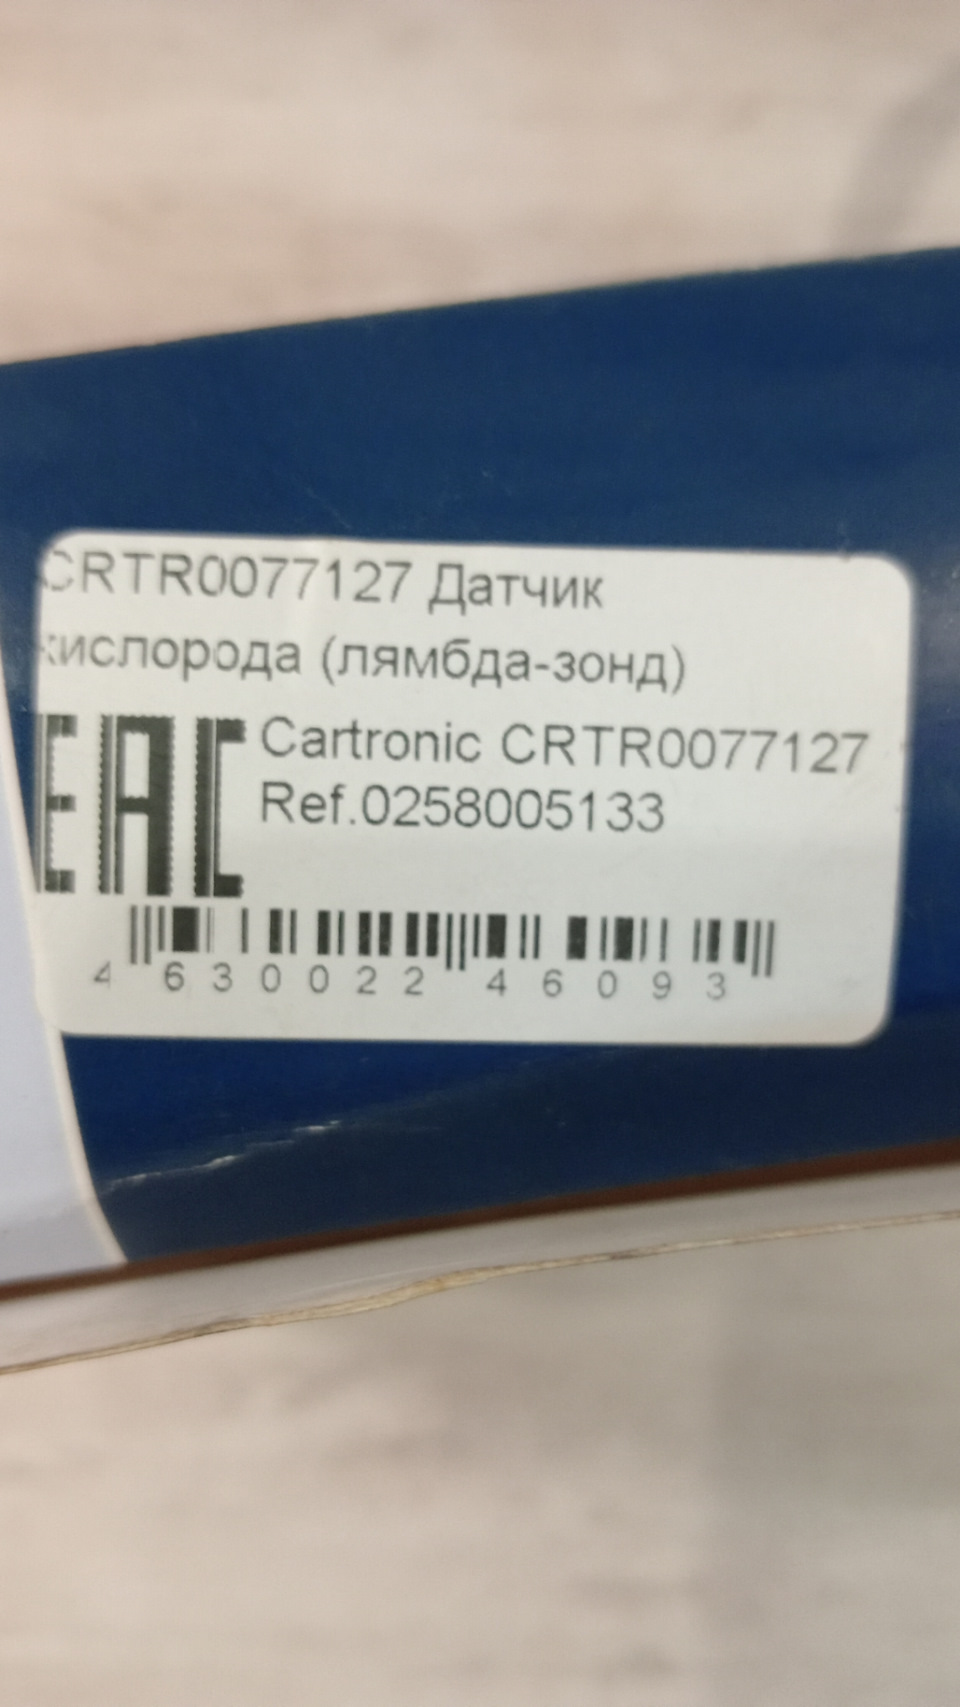 CRTR0077127 Датчик
кислорода (лямбда-зонд)
EAC
Cartronic CRTR0077127
Ref.0258005133
4 630022 46093